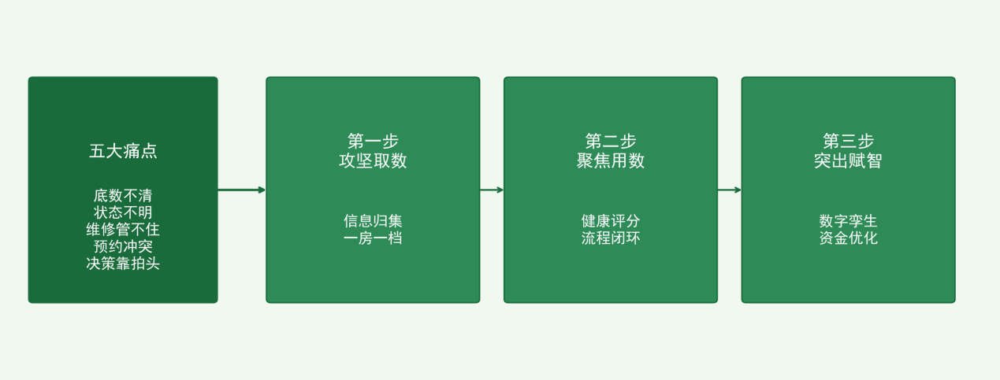 五大痛点
底数不清
状态不明
维修管不住
预约冲突
决策靠拍头
第一步
攻坚取数
信息归集
一房一档
第二步
聚焦用数
健康评分
流程闭环
第三步
突出赋智
数字孪生
资金优化